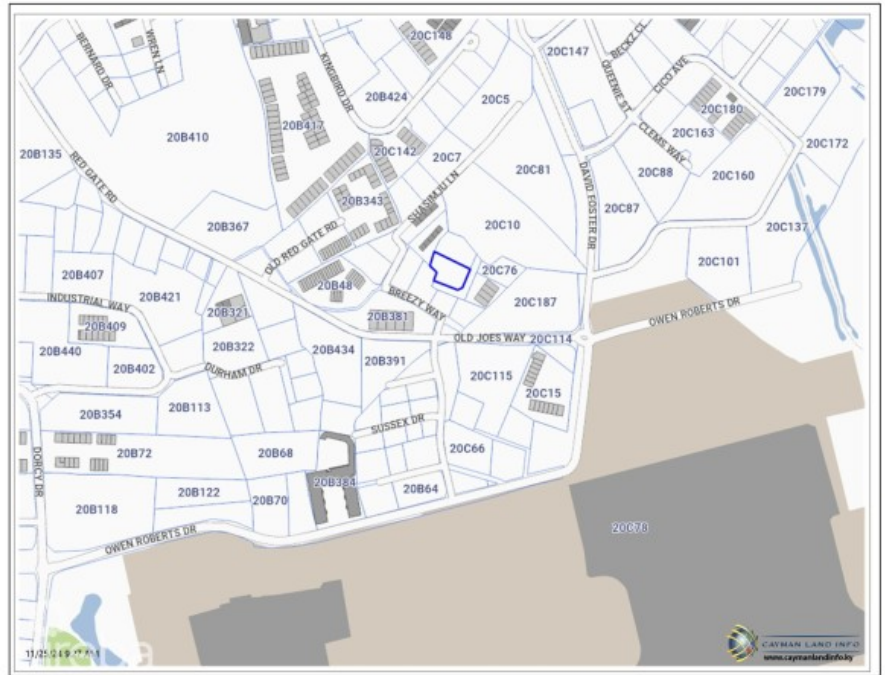 BERNARD DR
WREN LN
KINGBIRD DR
20C148
20C147
QUEENIE ST
BECKZ CL
CICO AVE
20B424
20C5
20C180
20C179
20B410
20B417
20C163
CLEMS WAY
20C172
20B135
RED GATE RD
20C142
20C7
20C81
20C88
20C160
20B343
SHASIMJU LN
DAVID FOSTER DR
20B367
OLD RED GATE RD
20C10
20C87
20C137
20B407
20B421
20B48
20C76
20C101
INDUSTRIAL WAY
20B321
BREEZY WAY
20C187
OWEN ROBERTS DR
20B409
20B381
20B440
20B322
20B434
OLD JOES WAY
20C114
20B402
DURHAM DR
20B391
20C115
20C15
20B354
20B113
SUSSEX DR
20B72
20B68
20C66
DORCY DR
20B384
20B122
20B70
20B64
20B118
OWEN ROBERTS DR
20C78
CAYMAN LAND INFO
www.caymanlandinfo.ky